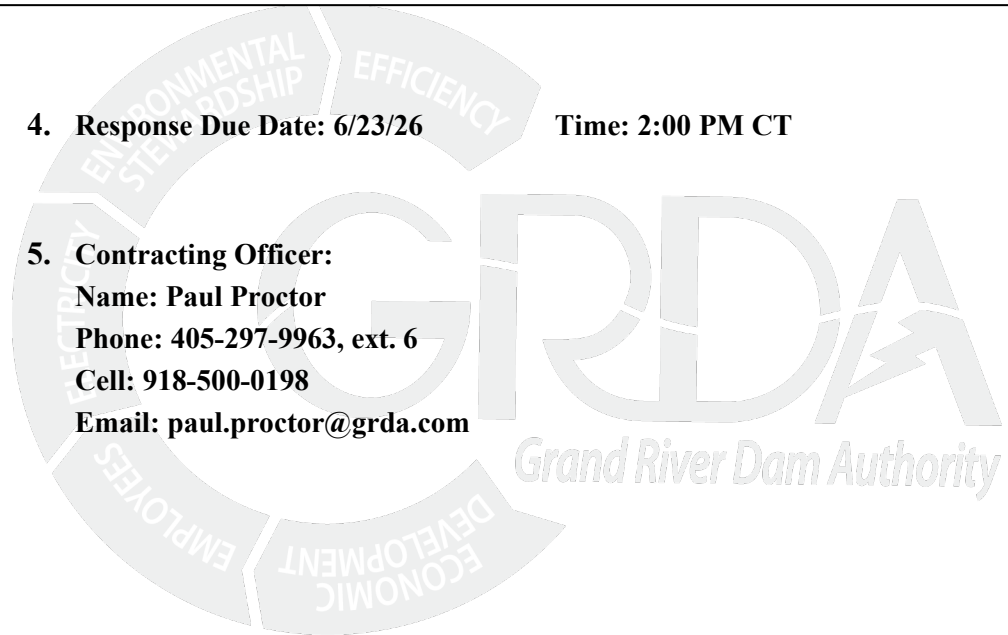 4. Response Due Date: 6/23/26 Time: 2:00 PM CT
5. Contracting Officer:
Name: Paul Proctor
Phone: 405-297-9963, ext. 6
Cell: 918-500-0198
Email: paul.proctor@grda.com
ENVIRONMENTAL
STEWARDSHIP
EFFICIENCY
ELECTRICITY
GRDA
Grand River Dam Authority
EMPLOYEES
ECONOMIC
DEVELOPMENT